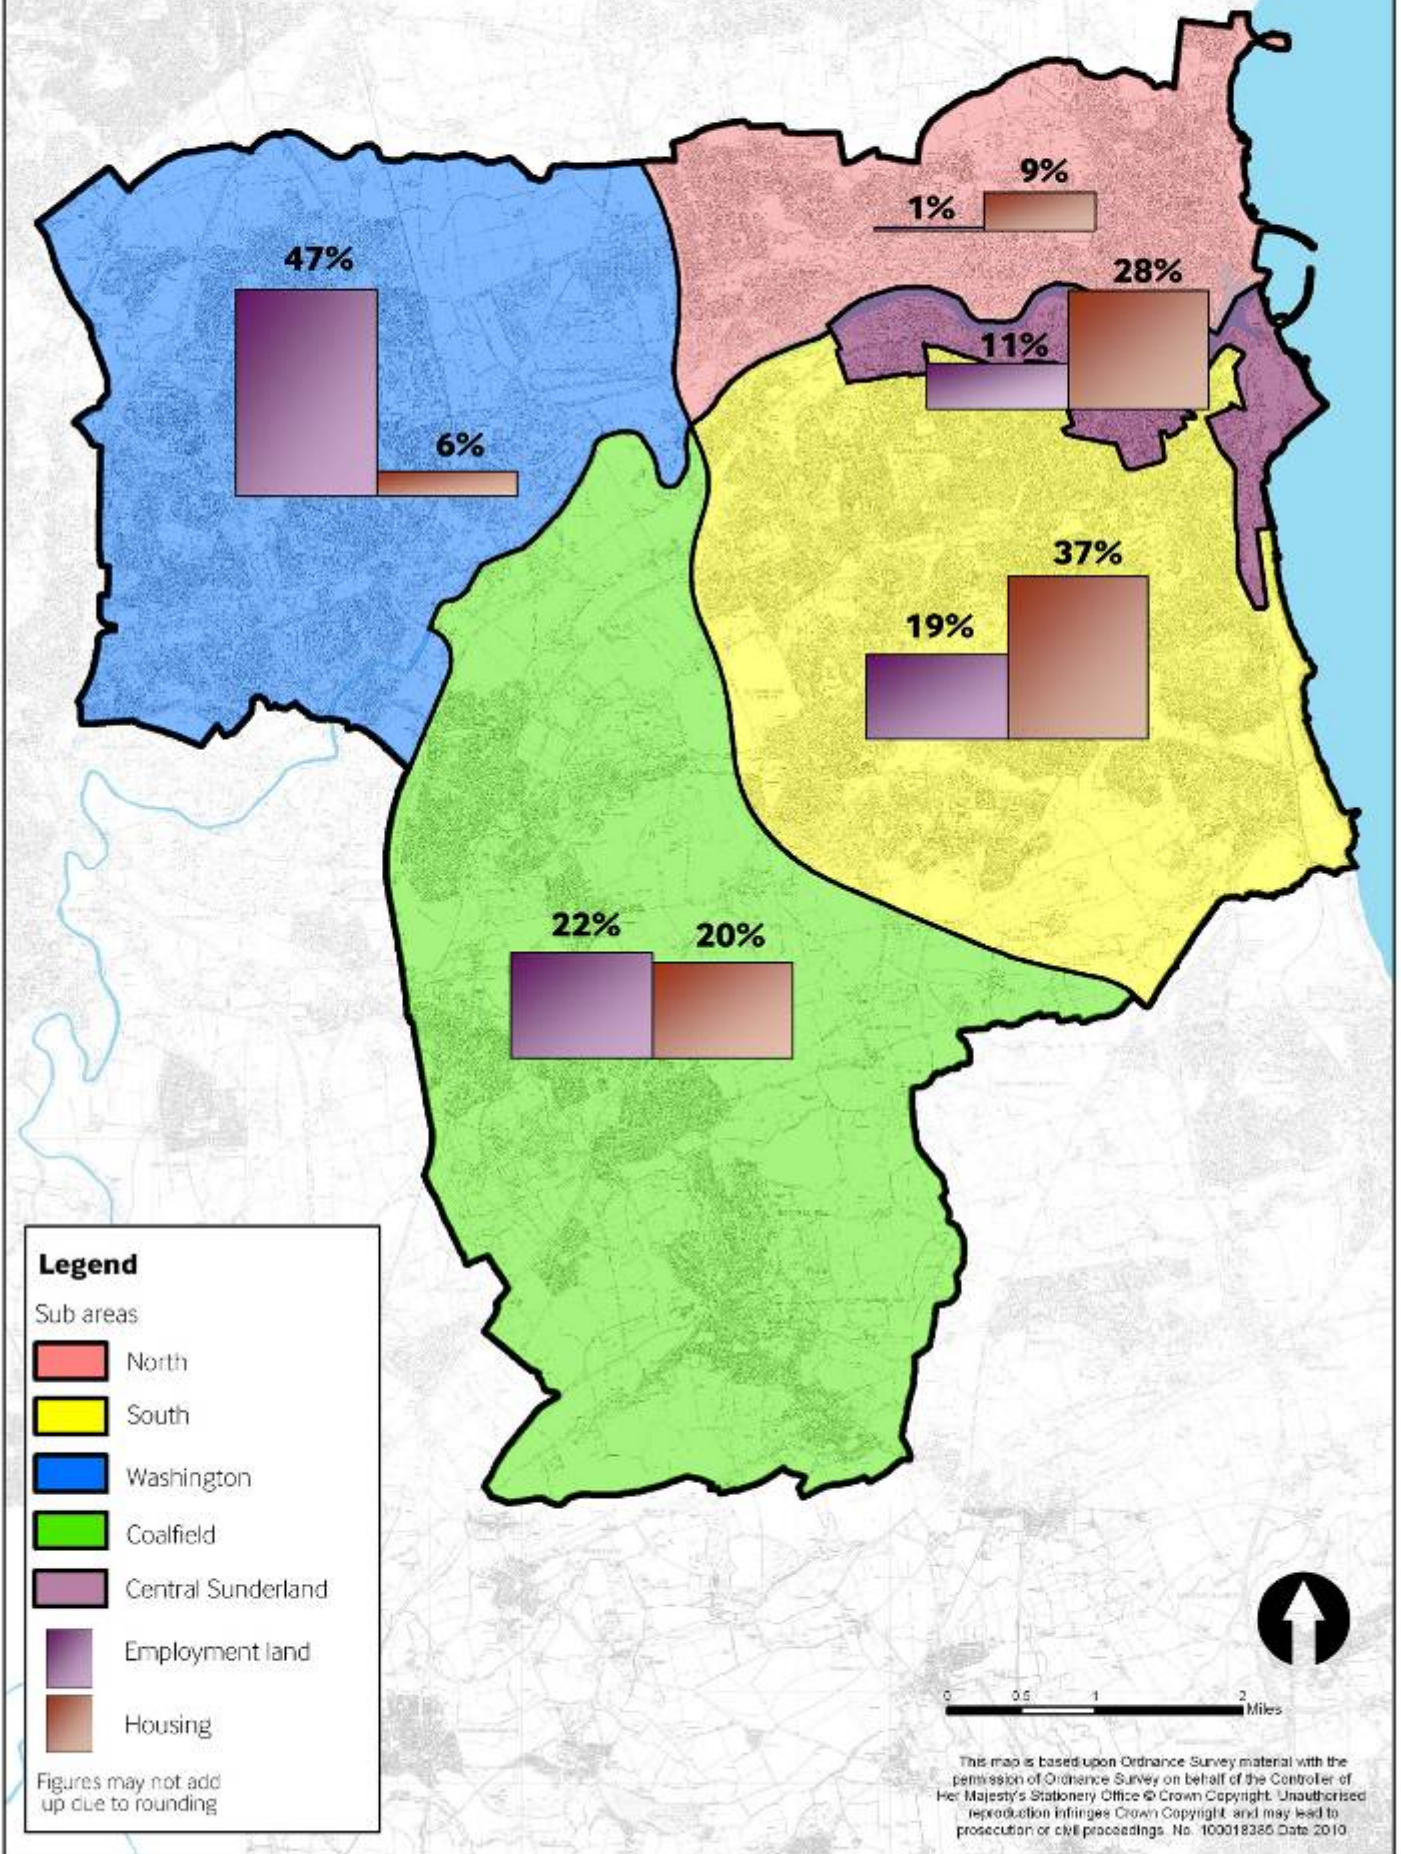 9%
1%
47%
28%
11%
6%
37%
19%
22%
20%
Legend
Sub areas
North
South
Washington
Coalfield
Central Sunderland
Employment land
Housing
Figures may not add
up due to rounding
0 0.5 1 2
Miles
This map is based upon Ordnance Survey material with the
permission of Ordnance Survey on behalf of the Controller of
Her Majesty's Stationery Office © Crown Copyright. Unauthorised
reproduction infringes Crown Copyright and may lead to
prosecution or civil proceedings. No. 100018385 Date 2010